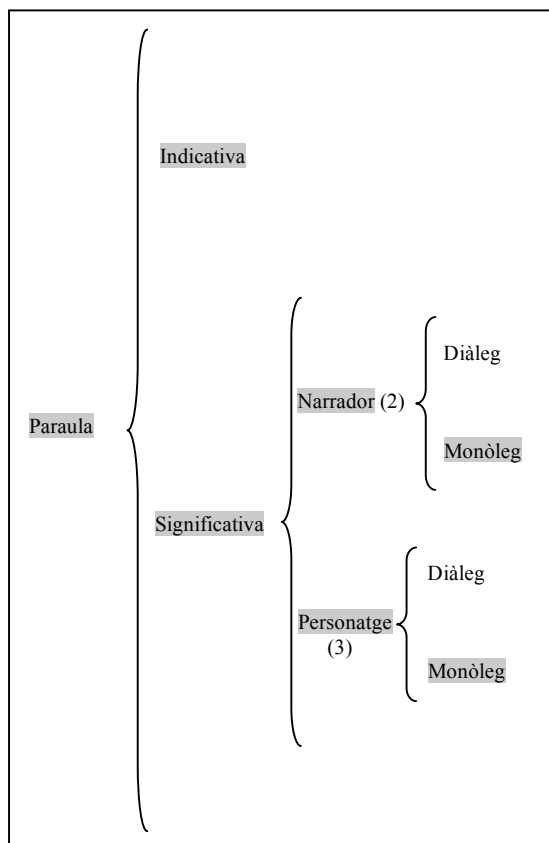 Indicativa
Diàleg
Narrador (2)
Paraula
Monòleg
Significativa
Diàleg
Personatge
(3)
Monòleg